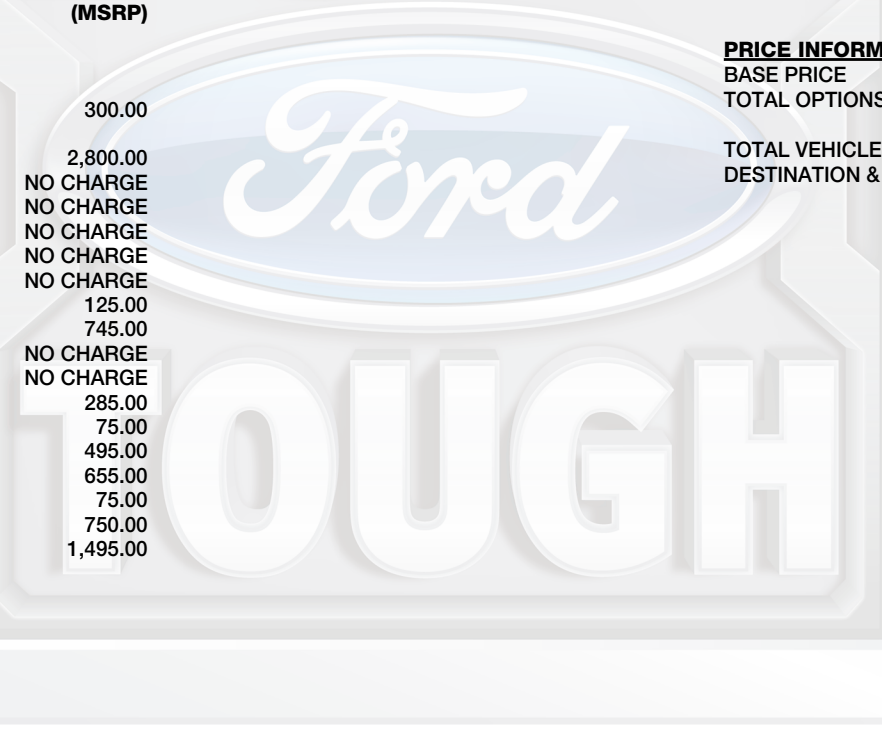 (MSRP)
300.00
2,800.00
NO CHARGE
NO CHARGE
NO CHARGE
NO CHARGE
NO CHARGE
125.00
745.00
NO CHARGE
NO CHARGE
285.00
75.00
495.00
655.00
75.00
750.00
1,495.00
PRICE INFORM
BASE PRICE
TOTAL OPTIONS
TOTAL VEHICLE
DESTINATION &
Ford
TOUGH